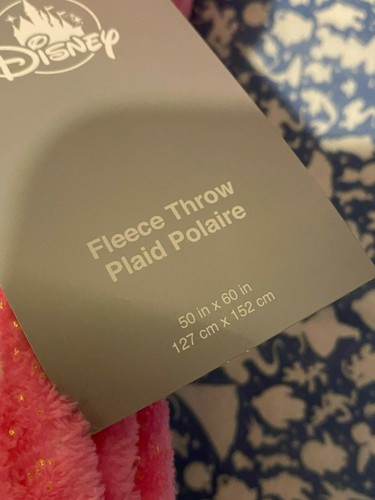 Disney
Fleece Throw
Plaid Polaire
50 in x 60 in
127 cm x 152 cm